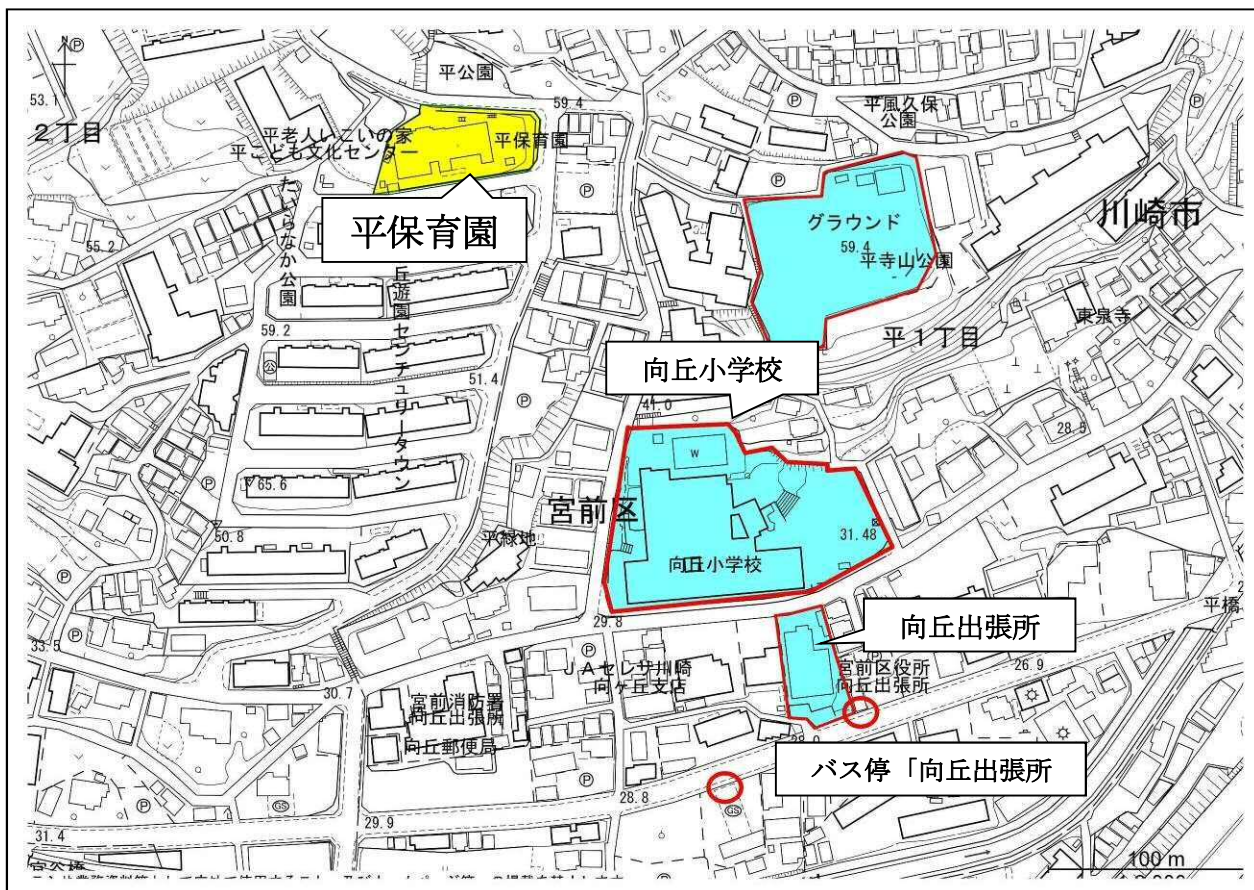 平公園
53.1
59.4
平風久保
公園
2丁目
平老人いこいの家
平こども文化センター
平保育園
川崎市
平保育園
グラウンド
59.4
平寺山公園
55.2
たいらなか公園
丘遊園センチュリータウン
59.2
東泉寺
平1丁目
向丘小学校
51.4
41.0
28.5
W
65.6
宮前区
50.8
平緑地
31.48
向丘小学校
平橋
29.8
向丘出張所
33.5
JAセレサ川崎
向ケ丘支店
宮前区役所
向丘出張所
26.9
30.7
宮前消防署
向丘出張所
向丘郵便局
28.0
バス停「向丘出張所
28.8
GS
29.9
31.4
100 m